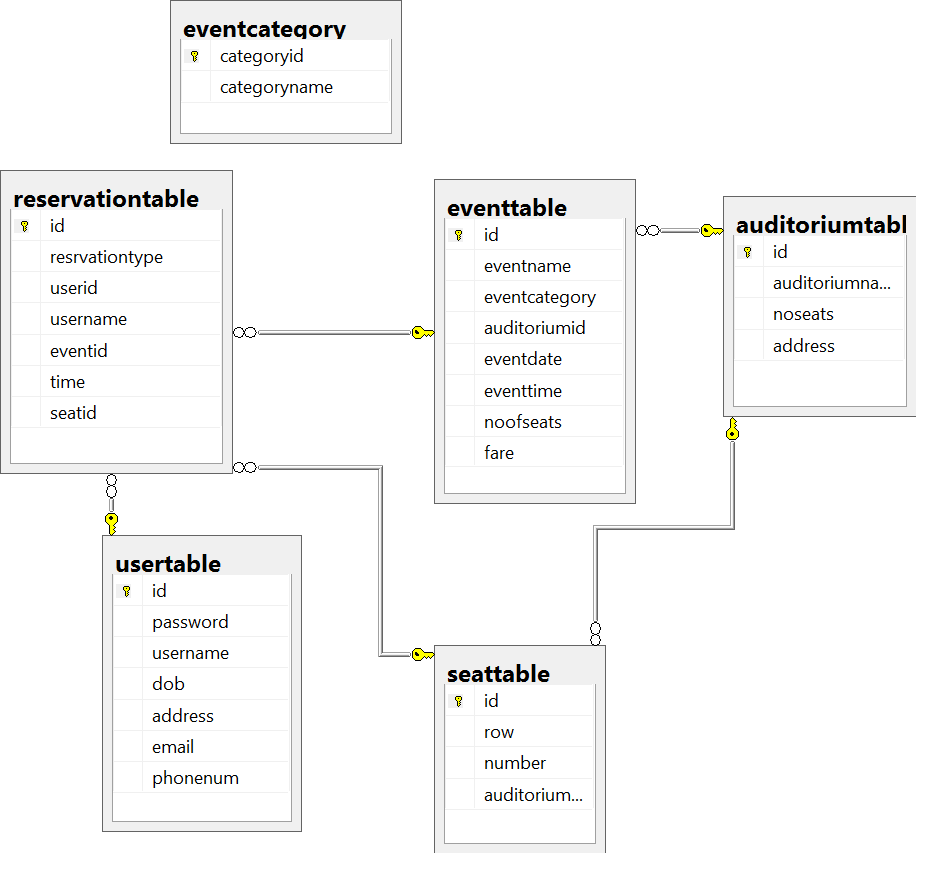 eventcategory
categoryid
categoryname
reservationtable
id
resrvationtype
userid
username
eventid
time
seatid
eventtable
id
eventname
eventcategory
auditoriumid
eventdate
eventtime
noofseats
fare
auditoriumtabl
id
auditoriumna...
noseats
address
usertable
id
password
username
dob
address
email
phonenum
seattable
id
row
number
auditorium...